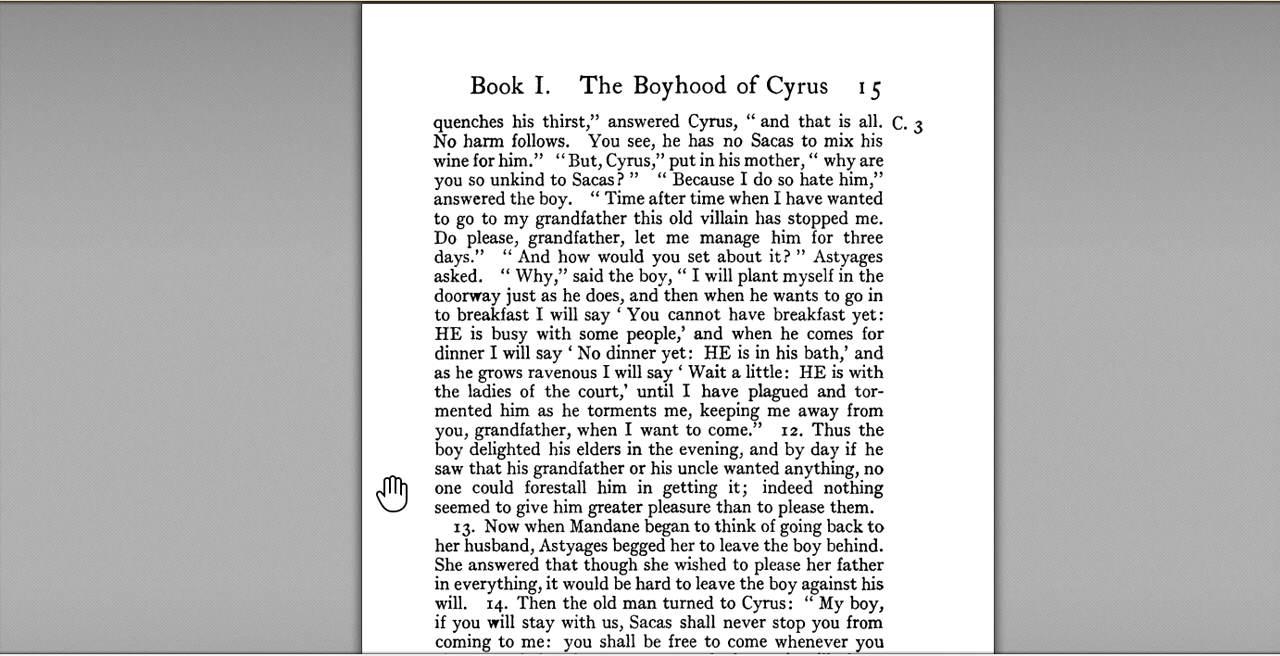 Book I. The Boyhood of Cyrus 15
quenches his thirst,” answered Cyrus, “ and that is all. C. 3
No harm follows. You see, he has no Sacas to mix his
wine for him.” “ But, Cyrus,” put in his mother, “ why are
you so unkind to Sacas? ” “ Because I do so hate him,”
answered the boy. “ Time after time when I have wanted
to go to my grandfather this old villain has stopped me.
Do please, grandfather, let me manage him for three
days.” “ And how would you set about it? ” Astyages
asked. “ Why,” said the boy, “ I will plant myself in the
doorway just as he does, and then when he wants to go in
to breakfast I will say ‘ You cannot have breakfast yet:
HE is busy with some people,’ and when he comes for
dinner I will say ‘ No dinner yet: HE is in his bath,’ and
as he grows ravenous I will say ‘ Wait a little: HE is with
the ladies of the court,’ until I have plagued and tor-
mented him as he torments me, keeping me away from
you, grandfather, when I want to come.” 12. Thus the
boy delighted his elders in the evening, and by day if he
saw that his grandfather or his uncle wanted anything, no
one could forestall him in getting it; indeed nothing
seemed to give him greater pleasure than to please them.
13. Now when Mandane began to think of going back to
her husband, Astyages begged her to leave the boy behind.
She answered that though she wished to please her father
in everything, it would be hard to leave the boy against his
will. 14. Then the old man turned to Cyrus: “ My boy,
if you will stay with us, Sacas shall never stop you from
coming to me: you shall be free to come whenever you